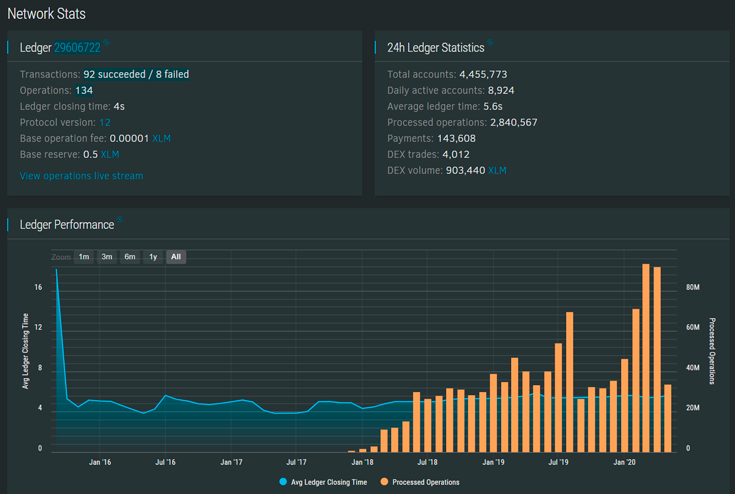 Network Stats
Ledger 29606722
Transactions: 92 succeeded / 8 failed
Operations: 134
Ledger closing time: 4s
Protocol version: 12
Base operation fee: 0.00001 XLM
Base reserve: 0.5 XLM
View operations live stream
24h Ledger Statistics
Total accounts: 4,455,773
Daily active accounts: 8,924
Average ledger time: 5.6s
Processed operations: 2,840,567
Payments: 143,608
DEX trades: 4,012
DEX volume: 903,440 XLM
Ledger Performance
Zoom 1m 3m 6m 1y All
Avg Ledger Closing Time
16
12
8
4
0
80M
60M
40M
20M
0
Processed Operations
Jan '16 Jul '16 Jan '17 Jul '17 Jan '18 Jul '18 Jan '19 Jul '19 Jan '20
Avg Ledger Closing Time Processed Operations